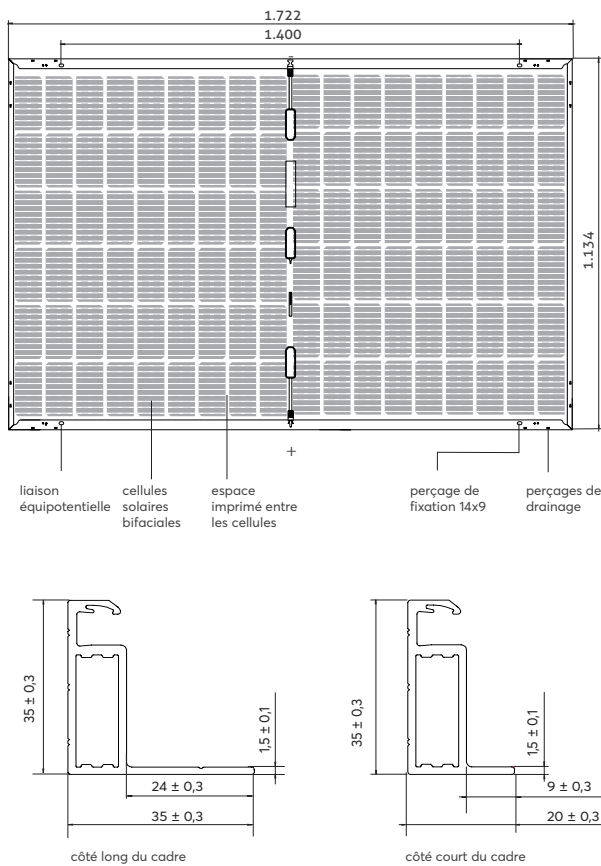 1.722
1.400
1.134
+
liaison
équipotentielle
cellules
solaires
bifaciales
espace
imprimé entre
les cellules
perçage de
fixation 14x9
perçages de
drainage
35 ± 0,3
1,5 ± 0,1
24 ± 0,3
35 ± 0,3
côté long du cadre
35 ± 0,3
1,5 ± 0,1
9 ± 0,3
20 ± 0,3
côté court du cadre